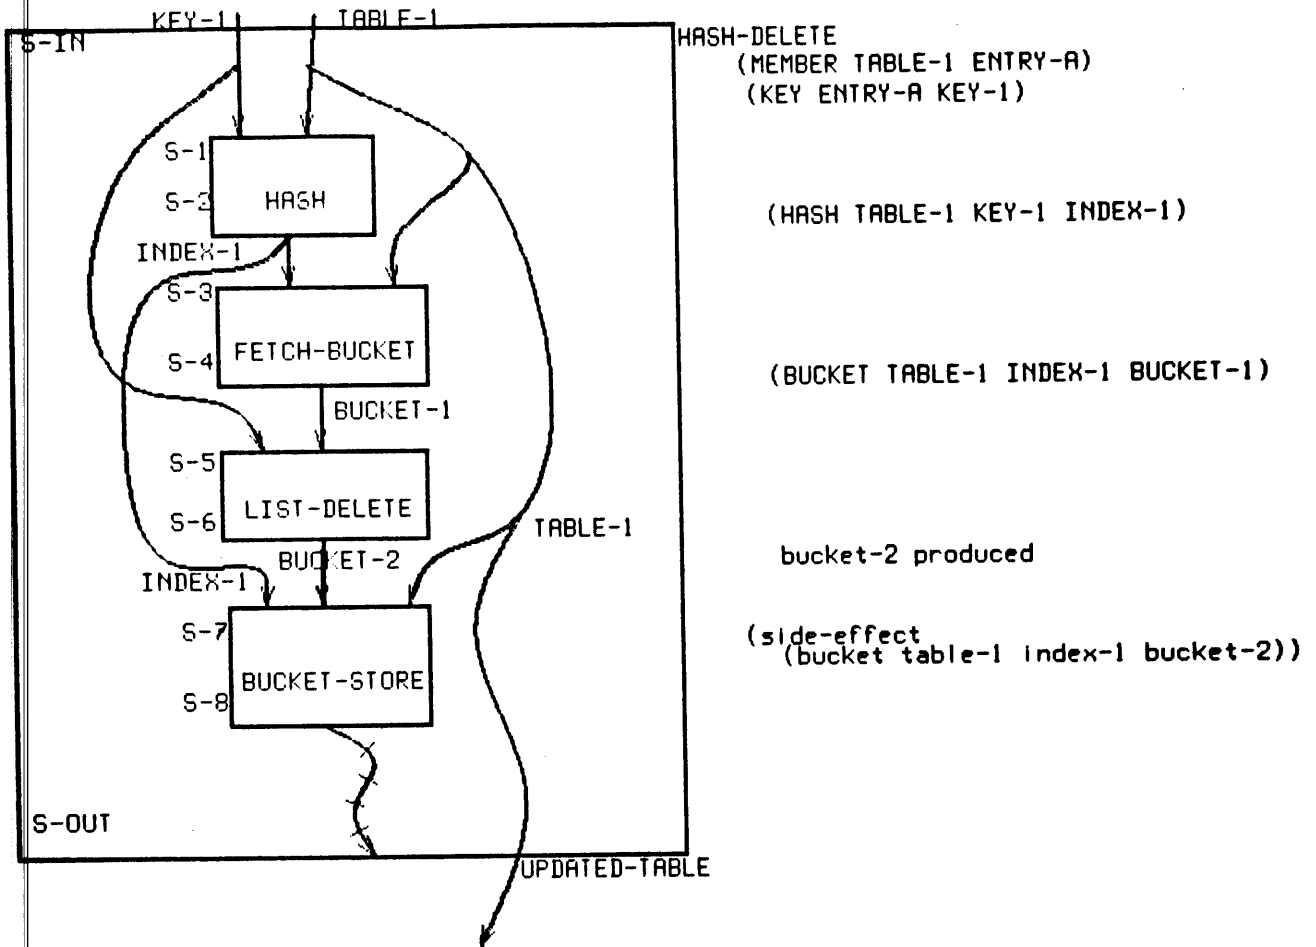 KEY-1 TABLE-1
S-IN
HASH-DELETE
(MEMBER TABLE-1 ENTRY-A)
(KEY ENTRY-A KEY-1)
S-1
S-2
HASH
(HASH TABLE-1 KEY-1 INDEX-1)
INDEX-1
S-3
FETCH-BUCKET
S-4
(BUCKET TABLE-1 INDEX-1 BUCKET-1)
BUCKET-1
S-5
LIST-DELETE
S-6
TABLE-1
BUCKET-2
bucket-2 produced
INDEX-1
S-7
(side-effect
(bucket table-1 index-1 bucket-2))
BUCKET-STORE
S-8
S-OUT
UPDATED-TABLE